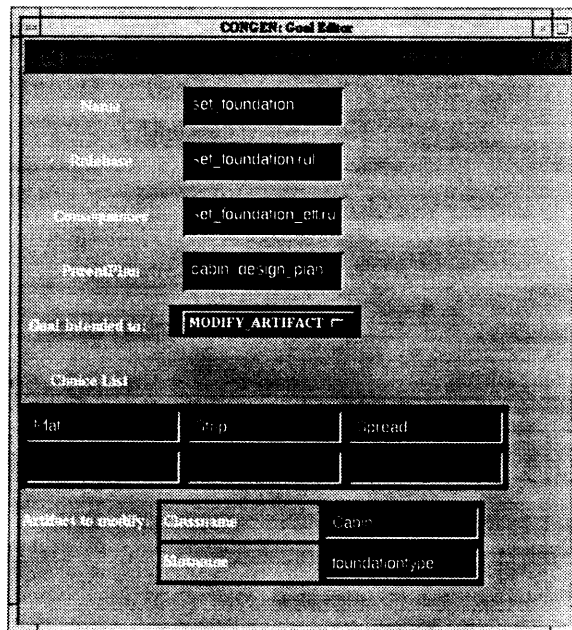 CONGEN: Goal Editor
Name set_foundation
Rulebase set_foundation.rul
Consequences set_foundation_eff.ru
ParentPlan cabin_design_plan
Goal Intended to: MODIFY_ARTIFACT
Choice List
Mat Strip Spread
Artifact to modify: Classname Cabin
Slotname foundationtype